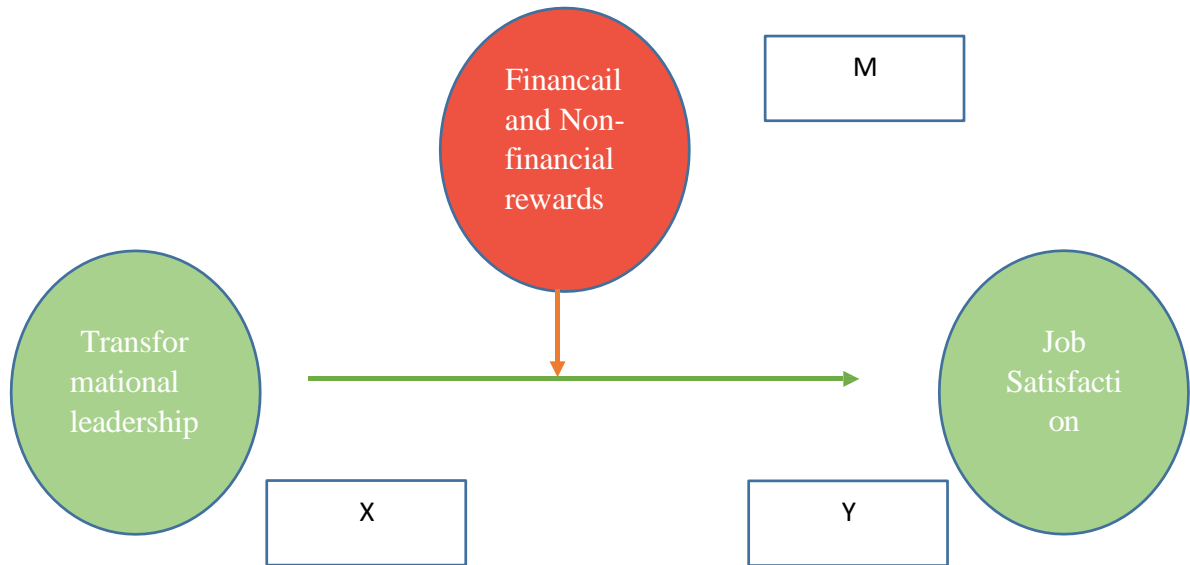 Financail
and Non-
financial
rewards
M
Transfor
mational
leadership
Job
Satisfacti
on
X
Y